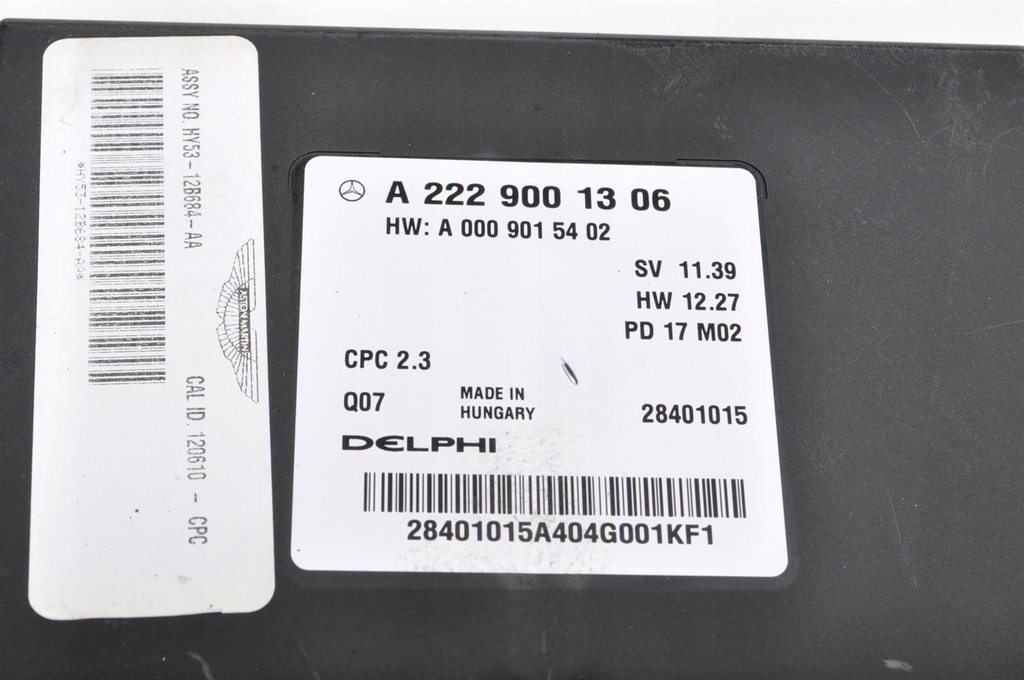 ASSY NO. HY53-12B684-AA
*HY53-12B684-AA*
ASTON MARTIN
CAL ID. 120610 - CPC
A 222 900 13 06
HW: A 000 901 54 02
SV 11.39
HW 12.27
PD 17 M02
CPC 2.3
Q07
MADE IN
HUNGARY
28401015
DELPHI
28401015A404G001KF1